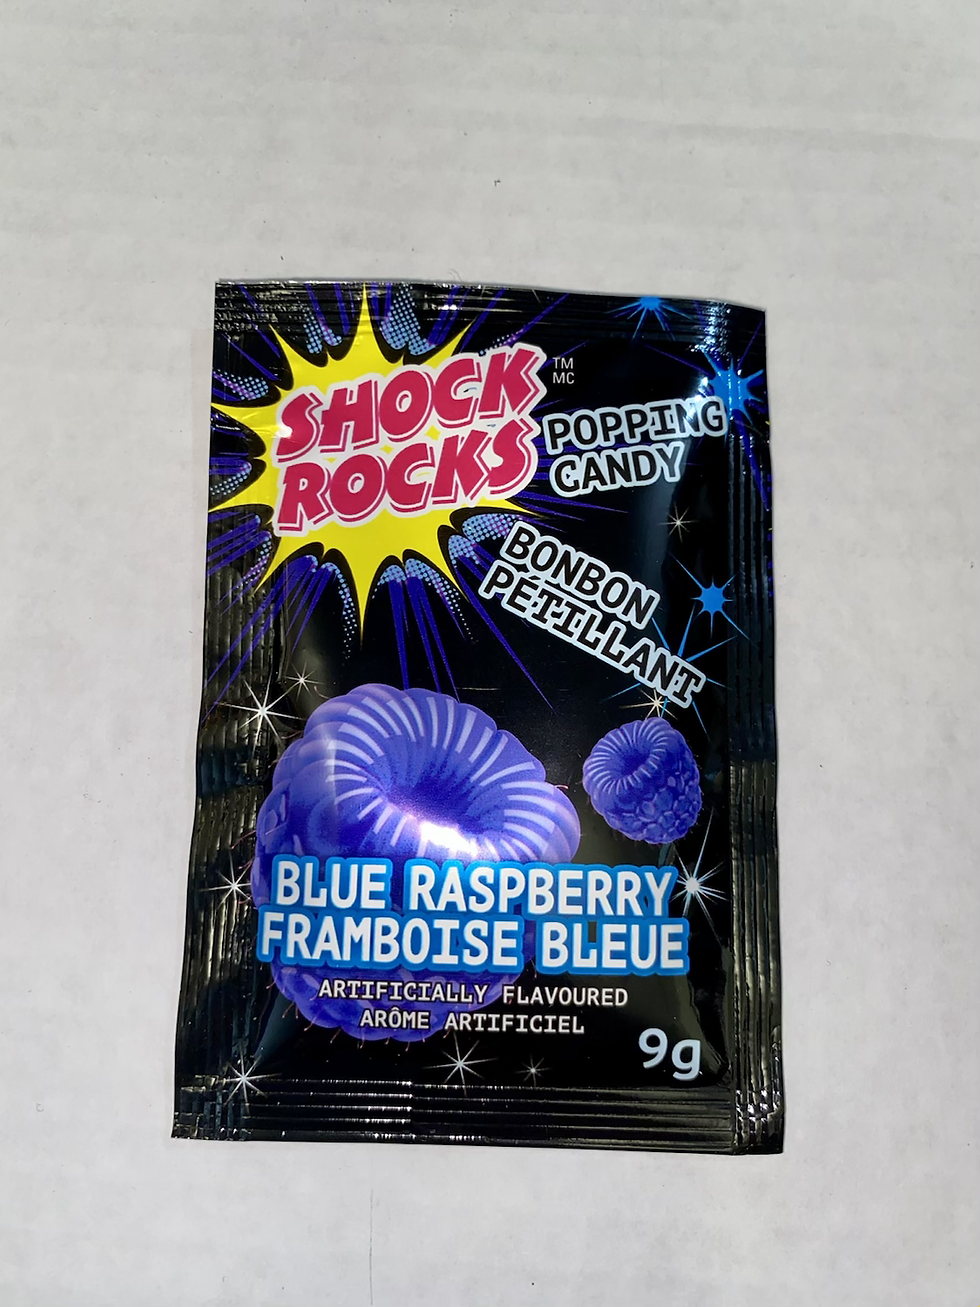 SHOCK
ROCKS
TM
MC
POPPING
CANDY
BONBON
PÉTILLANT
BLUE RASPBERRY
FRAMBOISE BLEUE
ARTIFICIALLY FLAVOURED
ARÔME ARTIFICIEL
9g